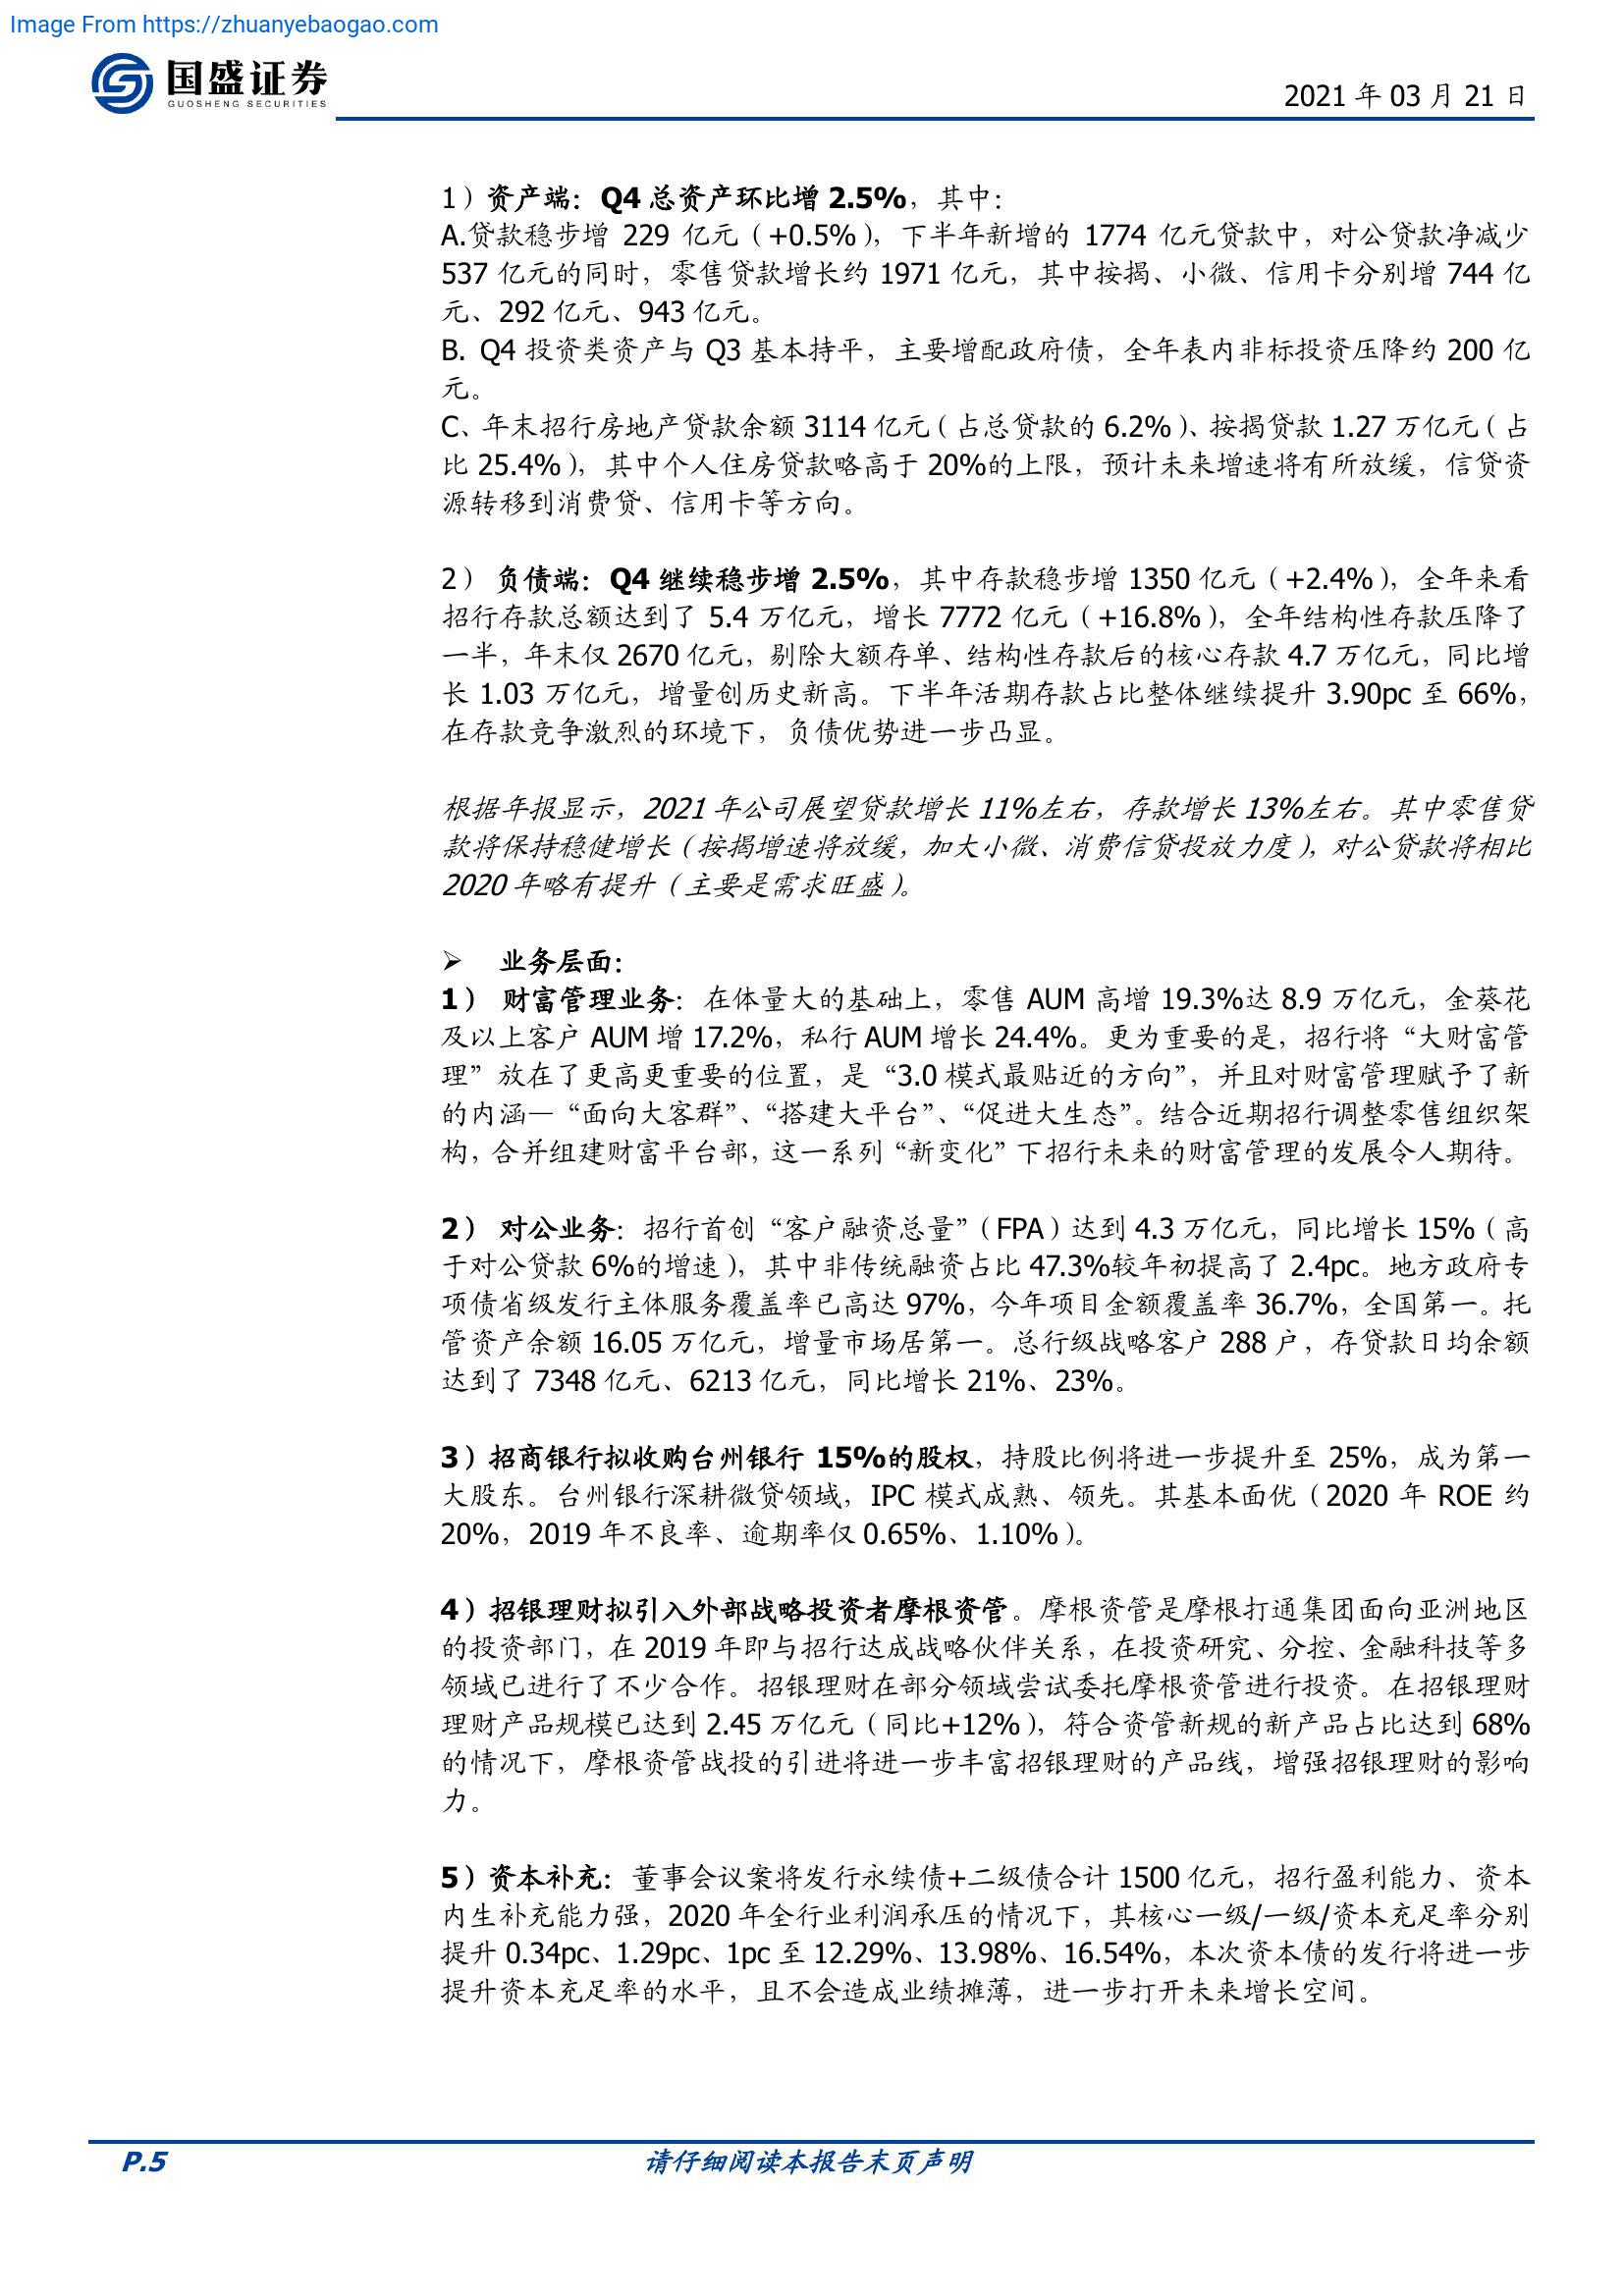 Image From https://zhuanyebaogao.com
国盛证券
GUOSHENG SECURITIES
2021 年 03 月 21 日
1）资产端：Q4 总资产环比增 2.5%，其中：
A.贷款稳步增 229 亿元（+0.5%），下半年新增的 1774 亿元贷款中，对公贷款净减少
537 亿元的同时，零售贷款增长约 1971 亿元，其中按揭、小微、信用卡分别增 744 亿
元、292 亿元、943 亿元。
B. Q4 投资类资产与 Q3 基本持平，主要增配政府债，全年表内非标投资压降约 200 亿
元。
C、年末招行房地产贷款余额 3114 亿元（占总贷款的 6.2%）、按揭贷款 1.27 万亿元（占
比 25.4%），其中个人住房贷款略高于 20%的上限，预计未来增速将有所放缓，信贷资
源转移到消费贷、信用卡等方向。
2） 负债端：Q4 继续稳步增 2.5%，其中存款稳步增 1350 亿元（+2.4%），全年来看
招行存款总额达到了 5.4 万亿元，增长 7772 亿元（+16.8%），全年结构性存款压降了
一半，年末仅 2670 亿元，剔除大额存单、结构性存款后的核心存款 4.7 万亿元，同比增
长 1.03 万亿元，增量创历史新高。下半年活期存款占比整体继续提升 3.90pc 至 66%，
在存款竞争激烈的环境下，负债优势进一步凸显。
根据年报显示，2021 年公司展望贷款增长 11%左右，存款增长 13%左右。其中零售贷
款将保持稳健增长（按揭增速将放缓，加大小微、消费信贷投放力度），对公贷款将相比
2020 年略有提升（主要是需求旺盛）。
➢ 业务层面：
1） 财富管理业务：在体量大的基础上，零售 AUM 高增 19.3%达 8.9 万亿元，金葵花
及以上客户 AUM 增 17.2%，私行 AUM 增长 24.4%。更为重要的是，招行将“大财富管
理”放在了更高更重要的位置，是“3.0 模式最贴近的方向”，并且对财富管理赋予了新
的内涵—“面向大客群”、“搭建大平台”、“促进大生态”。结合近期招行调整零售组织架
构，合并组建财富平台部，这一系列“新变化”下招行未来的财富管理的发展令人期待。
2） 对公业务：招行首创“客户融资总量”（FPA）达到 4.3 万亿元，同比增长 15%（高
于对公贷款 6%的增速），其中非传统融资占比 47.3%较年初提高了 2.4pc。地方政府专
项债省级发行主体服务覆盖率已高达 97%，今年项目金额覆盖率 36.7%，全国第一。托
管资产余额 16.05 万亿元，增量市场居第一。总行级战略客户 288 户，存贷款日均余额
达到了 7348 亿元、6213 亿元，同比增长 21%、23%。
3）招商银行拟收购台州银行 15%的股权，持股比例将进一步提升至 25%，成为第一
大股东。台州银行深耕微贷领域，IPC 模式成熟、领先。其基本面优（2020 年 ROE 约
20%，2019 年不良率、逾期率仅 0.65%、1.10%）。
4）招银理财拟引入外部战略投资者摩根资管。摩根资管是摩根打通集团面向亚洲地区
的投资部门，在 2019 年即与招行达成战略伙伴关系，在投资研究、分控、金融科技等多
领域已进行了不少合作。招银理财在部分领域尝试委托摩根资管进行投资。在招银理财
理财产品规模已达到 2.45 万亿元（同比+12%），符合资管新规的新产品占比达到 68%
的情况下，摩根资管战投的引进将进一步丰富招银理财的产品线，增强招银理财的影响
力。
5）资本补充：董事会议案将发行永续债+二级债合计 1500 亿元，招行盈利能力、资本
内生补充能力强，2020 年全行业利润承压的情况下，其核心一级/一级/资本充足率分别
提升 0.34pc、1.29pc、1pc 至 12.29%、13.98%、16.54%，本次资本债的发行将进一步
提升资本充足率的水平，且不会造成业绩摊薄，进一步打开未来增长空间。
P.5
请仔细阅读本报告末页声明